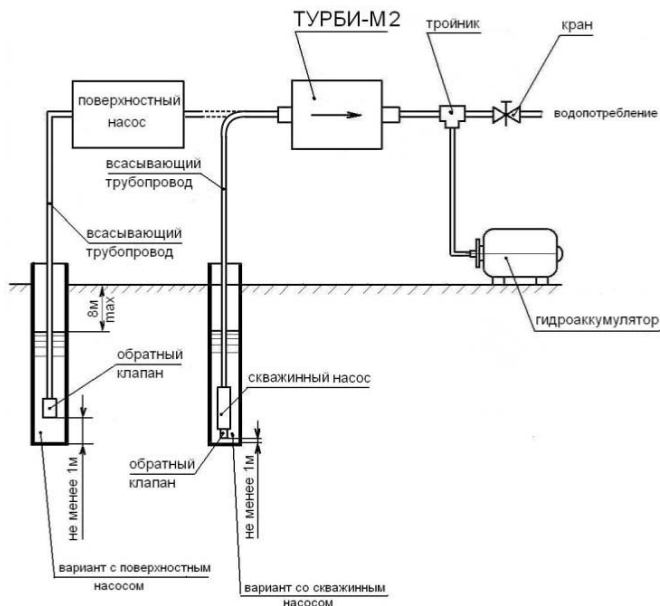 ТУРБИ-М2
тройник
кран
поверхностный
насос
водопотребление
всасывающий
трубопровод
всасывающий
трубопровод
8м
max
гидроаккумулятор
обратный
клапан
скважинный насос
обратный
клапан
не менее 1м
не менее 1м
вариант с поверхностным
насосом
вариант со скважинным
насосом